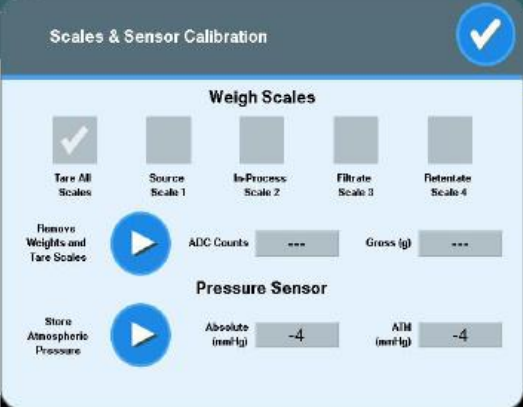 Scales & Sensor Calibration
Weigh Scales
Tare All
Scales
Source
Scale 1
In-Process
Scale 2
Filtrate
Scale 3
Retentate
Scale 4
Remove
Weights and
Tare Scales
ADC Counts
---
Gross (g)
---
Pressure Sensor
Store
Atmospheric
Pressure
Absolute
(mmHg)
-4
ATM
(mmHg)
-4